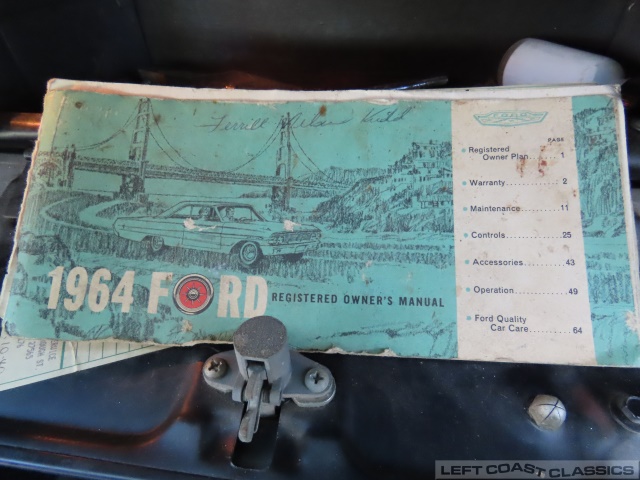 PAGE
Registered
Owner Plan.............1
Warranty.................2
Maintenance...........11
Controls................25
Accessories...........43
Operation..............49
Ford Quality
Car Care..........64
1964 FORD REGISTERED OWNER'S MANUAL
LEFT COAST CLASSICS